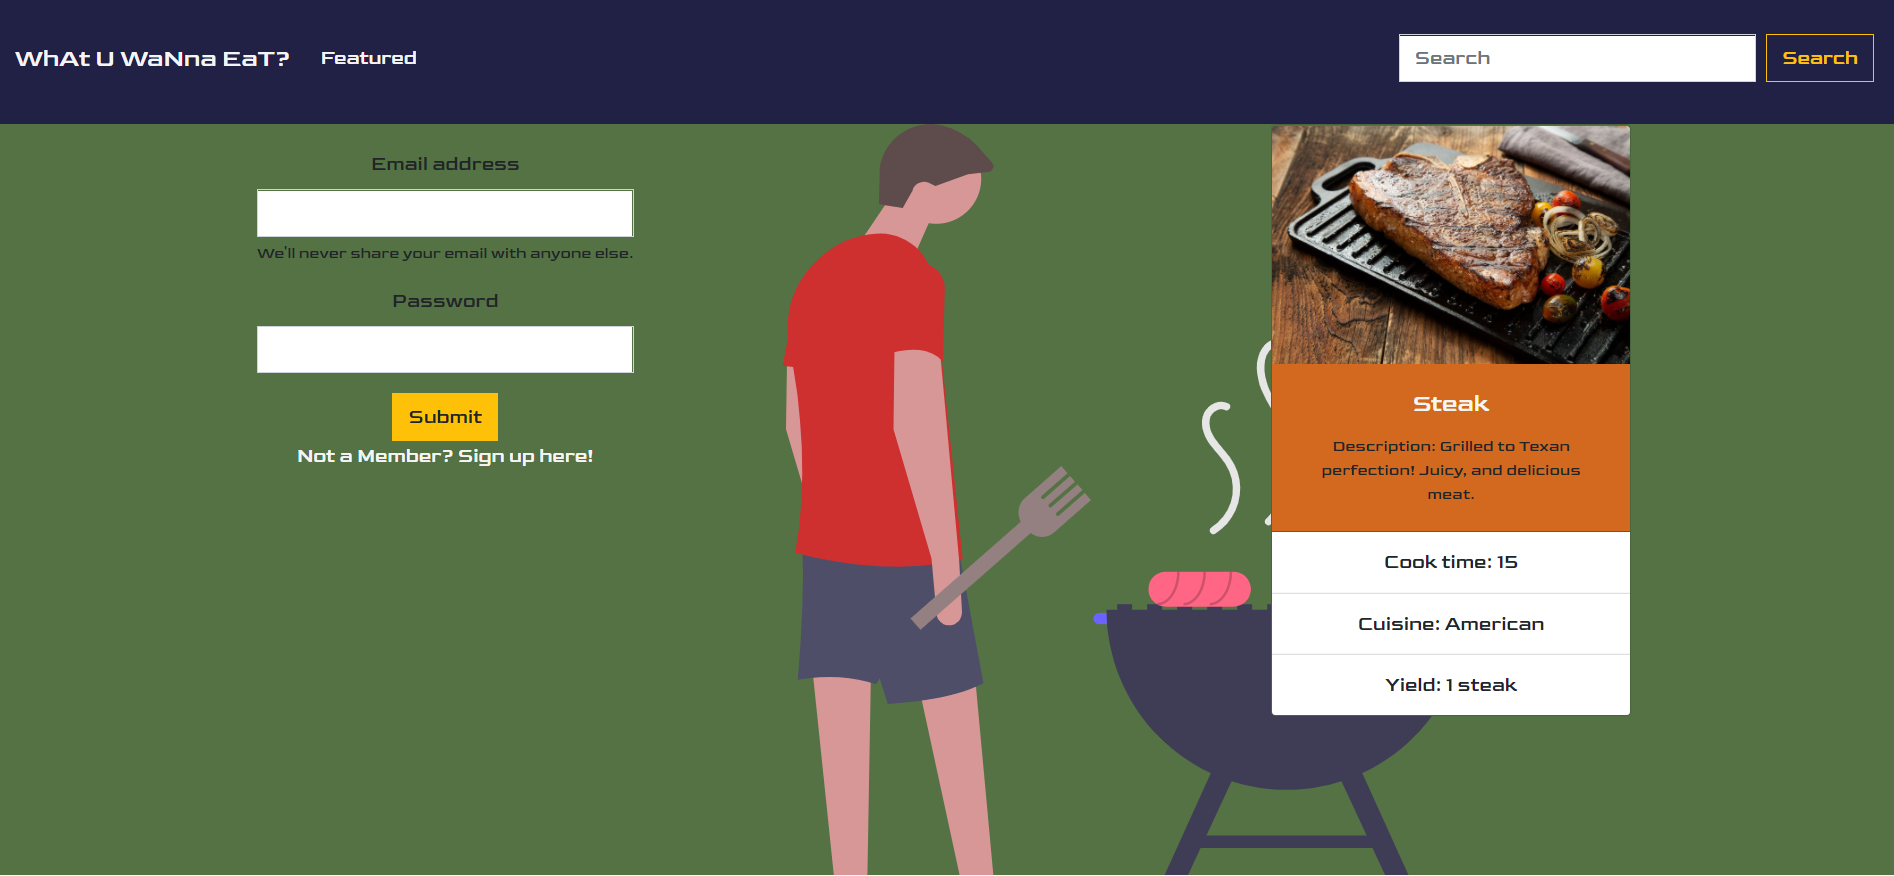 WhAt U WaNna EaT?
Featured
Search
Search
Email address
We'll never share your email with anyone else.
Password
Submit
Not a Member? Sign up here!
Steak
Description: Grilled to Texan
perfection! Juicy, and delicious
meat.
Cook time: 15
Cuisine: American
Yield: 1 steak